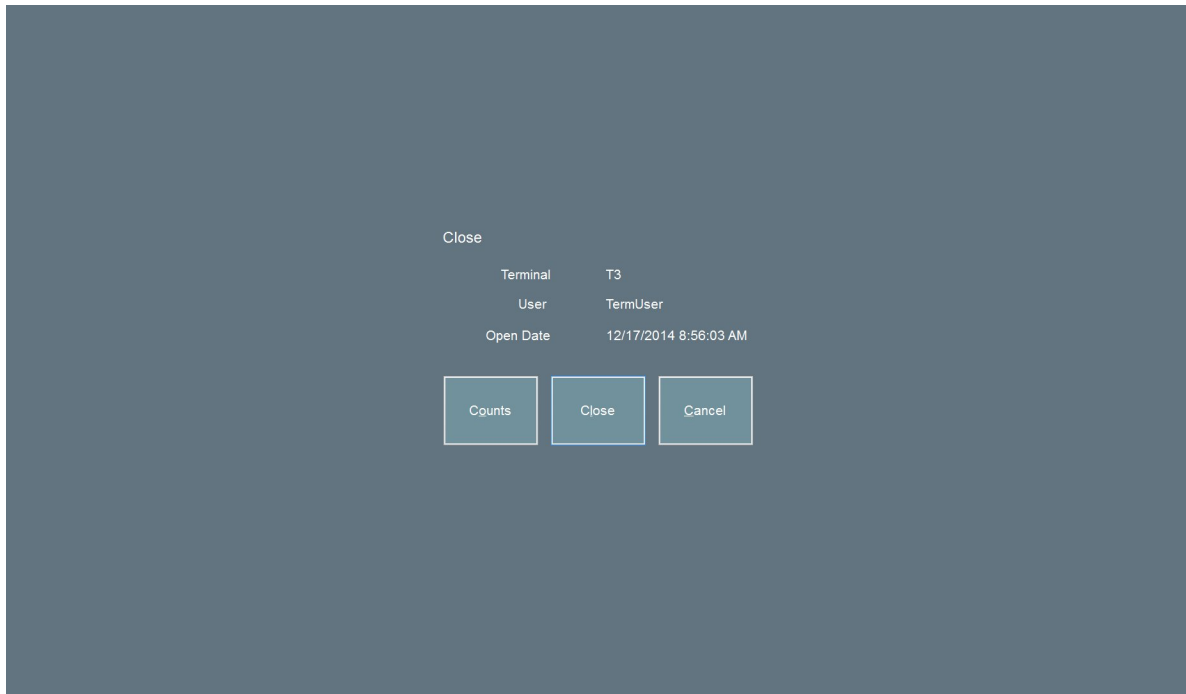 Close
Terminal T3
User TermUser
Open Date 12/17/2014 8:56:03 AM
Counts Close Cancel